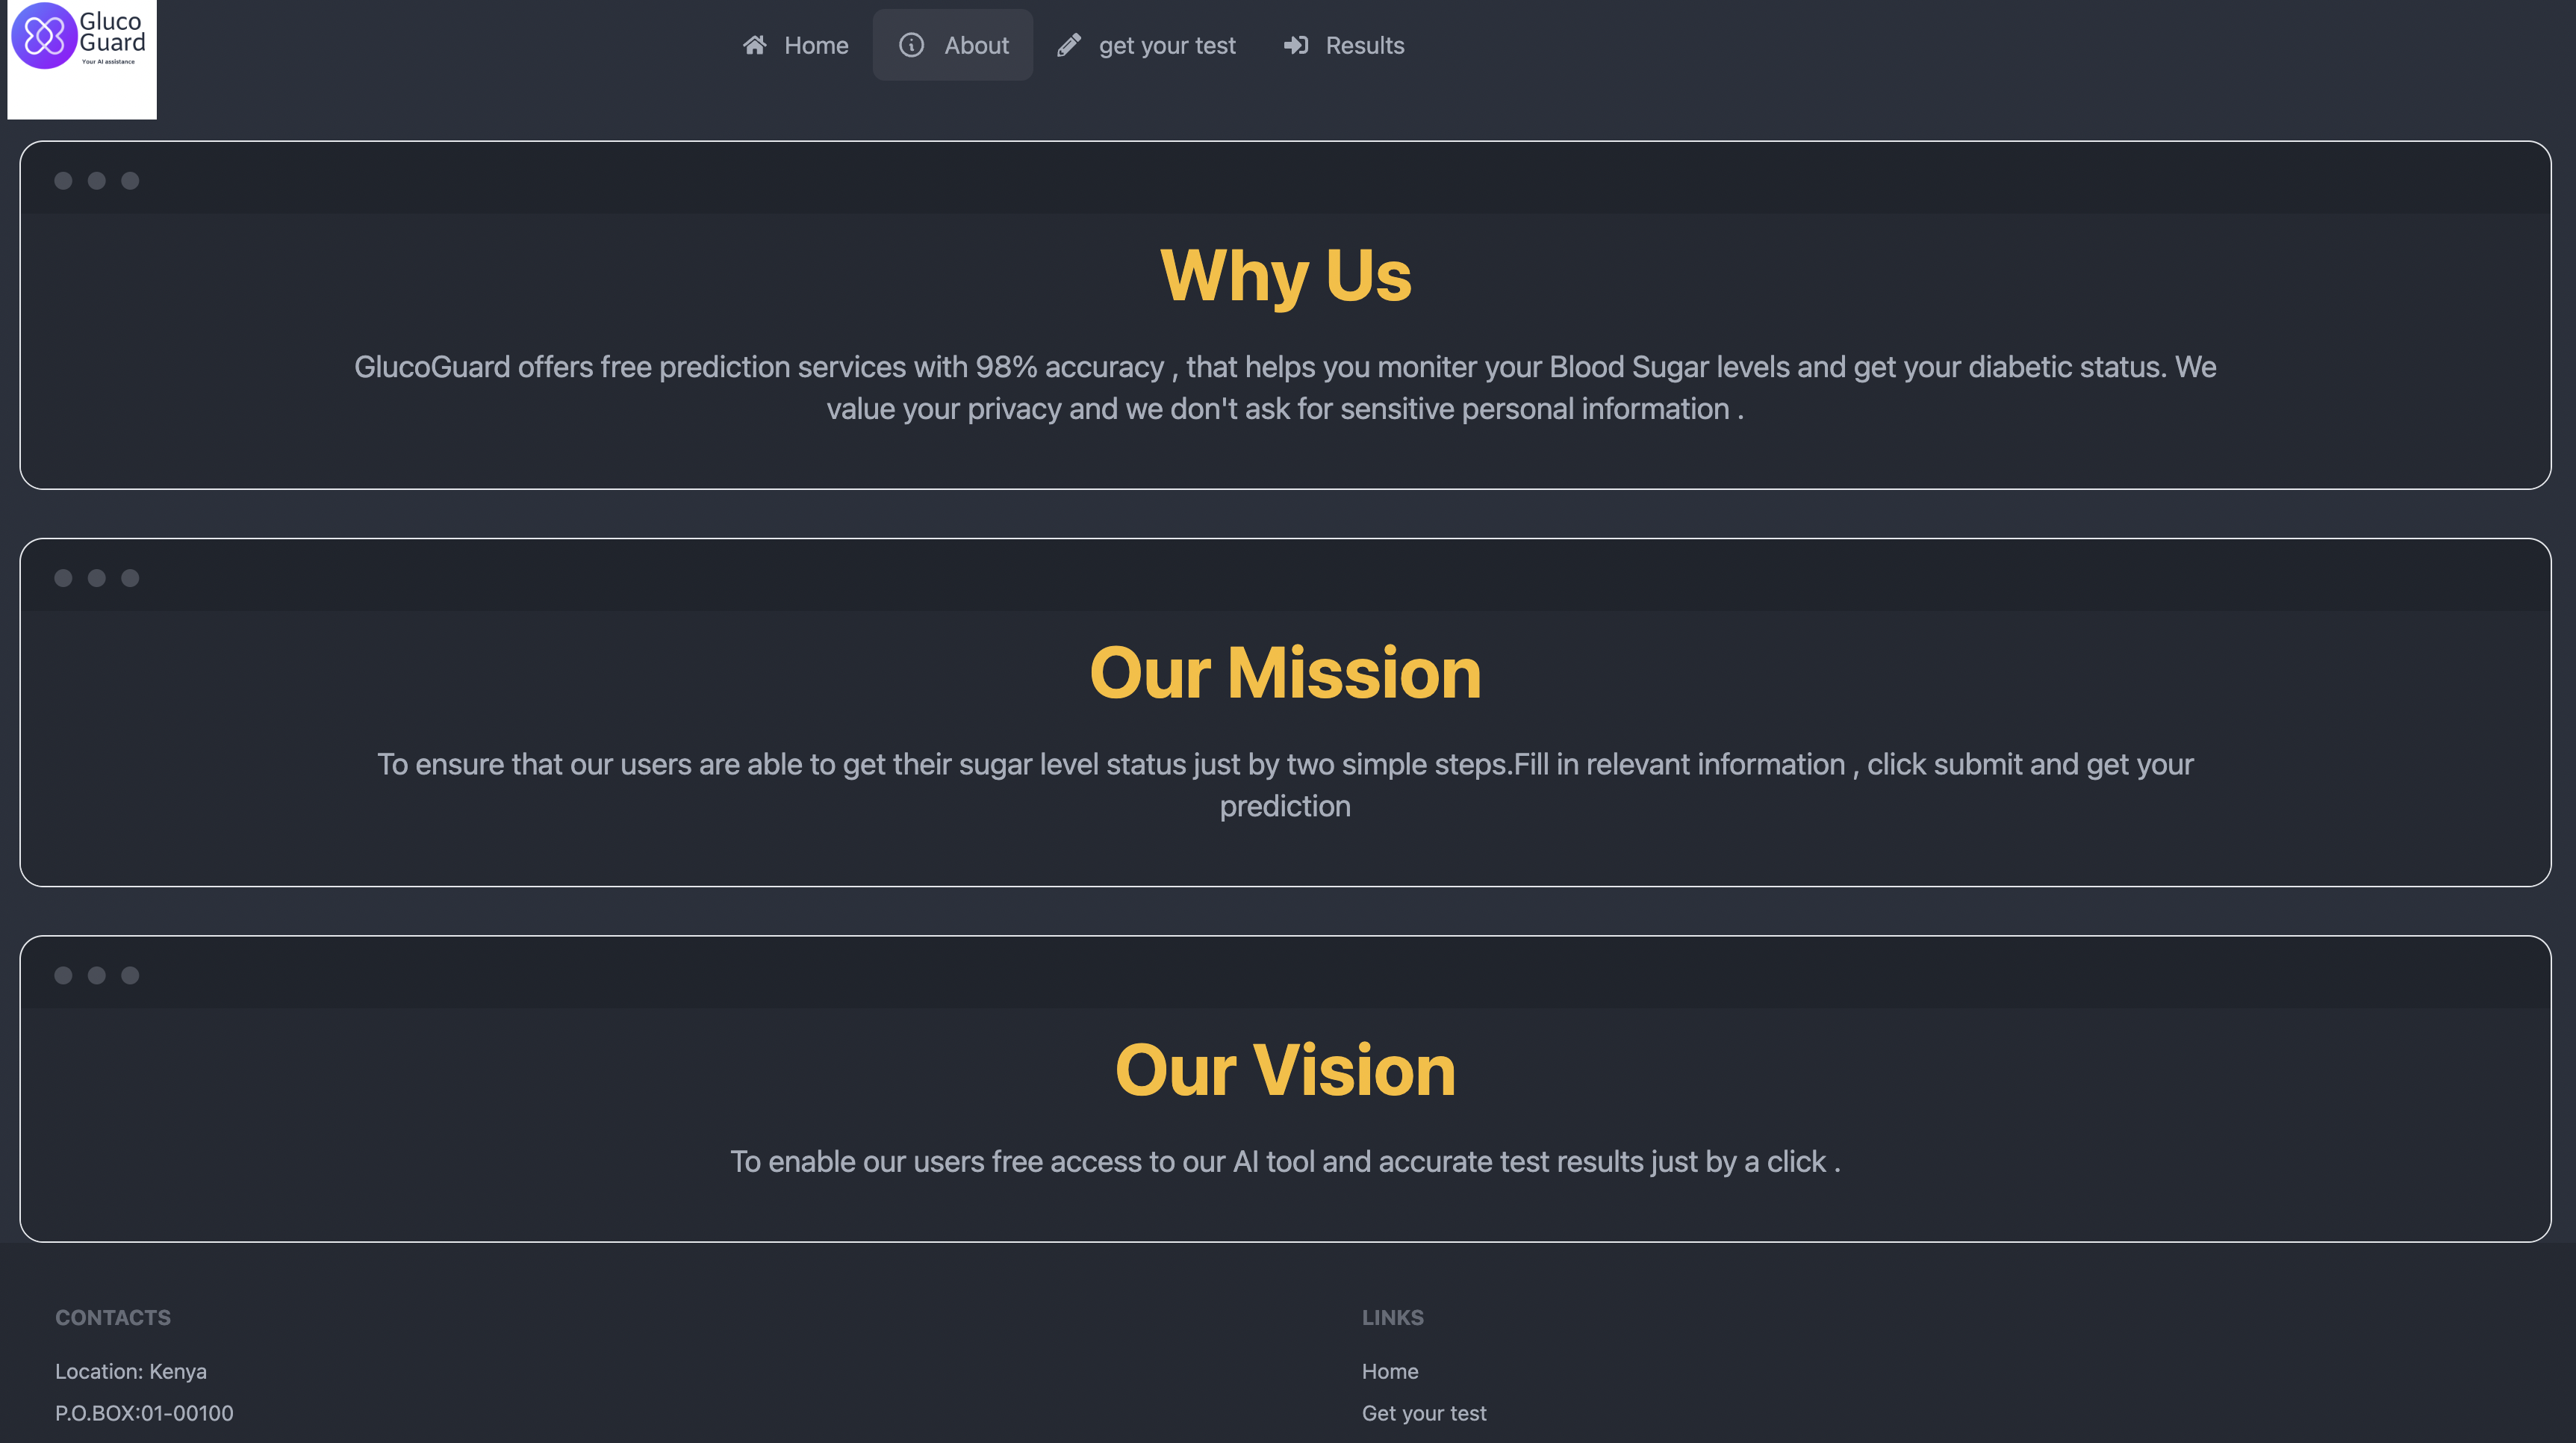 Gluco
Guard
Your AI assistance
Home
About
get your test
Results
Why Us
GlucoGuard offers free prediction services with 98% accuracy , that helps you moniter your Blood Sugar levels and get your diabetic status. We
value your privacy and we don't ask for sensitive personal information .
Our Mission
To ensure that our users are able to get their sugar level status just by two simple steps.Fill in relevant information , click submit and get your
prediction
Our Vision
To enable our users free access to our AI tool and accurate test results just by a click .
CONTACTS
Location: Kenya
P.O.BOX:01-00100
LINKS
Home
Get your test